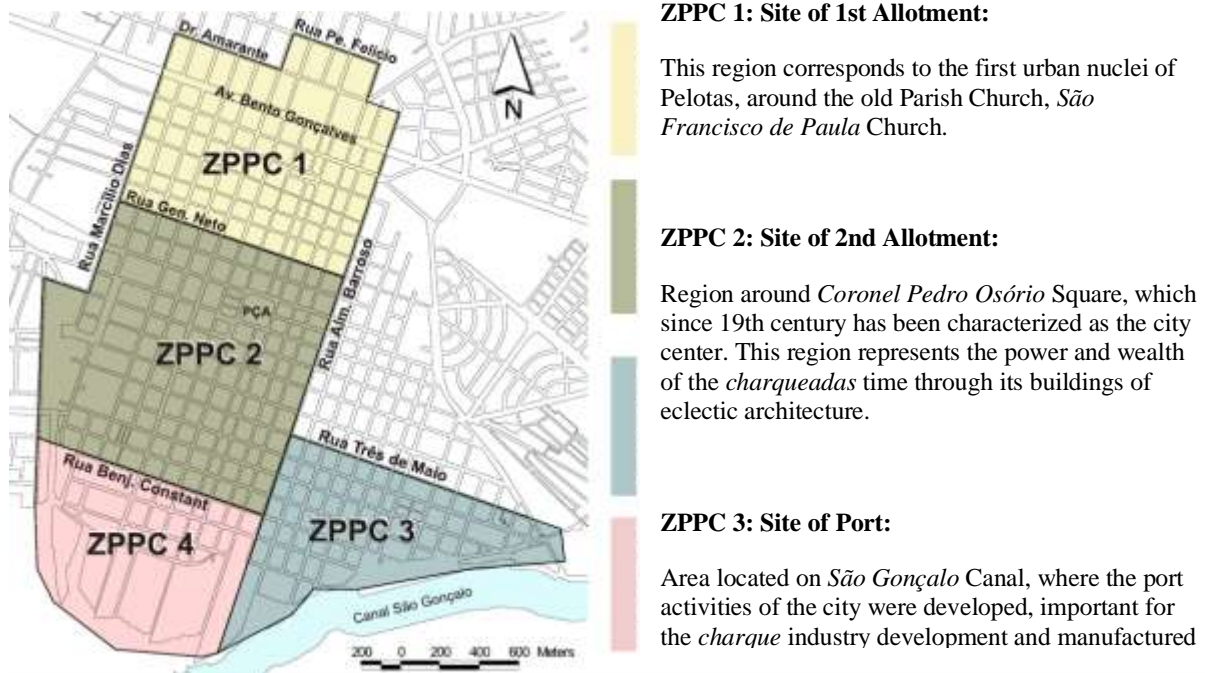 Dr. Amarante
Rua Pe. Felicio
Av. Bento Gonçalves
N
ZPPC 1
Rua Marcílio Dias
Rua Gen. Neto
Rua Alm. Barroso
PÇA
ZPPC 2
Rua Três de Maio
Rua Benj. Constant
ZPPC 3
ZPPC 4
Canal São Gonçalo
200 0 200 400 600 Meters
ZPPC 1: Site of 1st Allotment:
This region corresponds to the first urban nuclei of
Pelotas, around the old Parish Church, São
Francisco de Paula Church.
ZPPC 2: Site of 2nd Allotment:
Region around Coronel Pedro Osório Square, which
since 19th century has been characterized as the city
center. This region represents the power and wealth
of the charqueadas time through its buildings of
eclectic architecture.
ZPPC 3: Site of Port:
Area located on São Gonçalo Canal, where the port
activities of the city were developed, important for
the charque industry development and manufactured